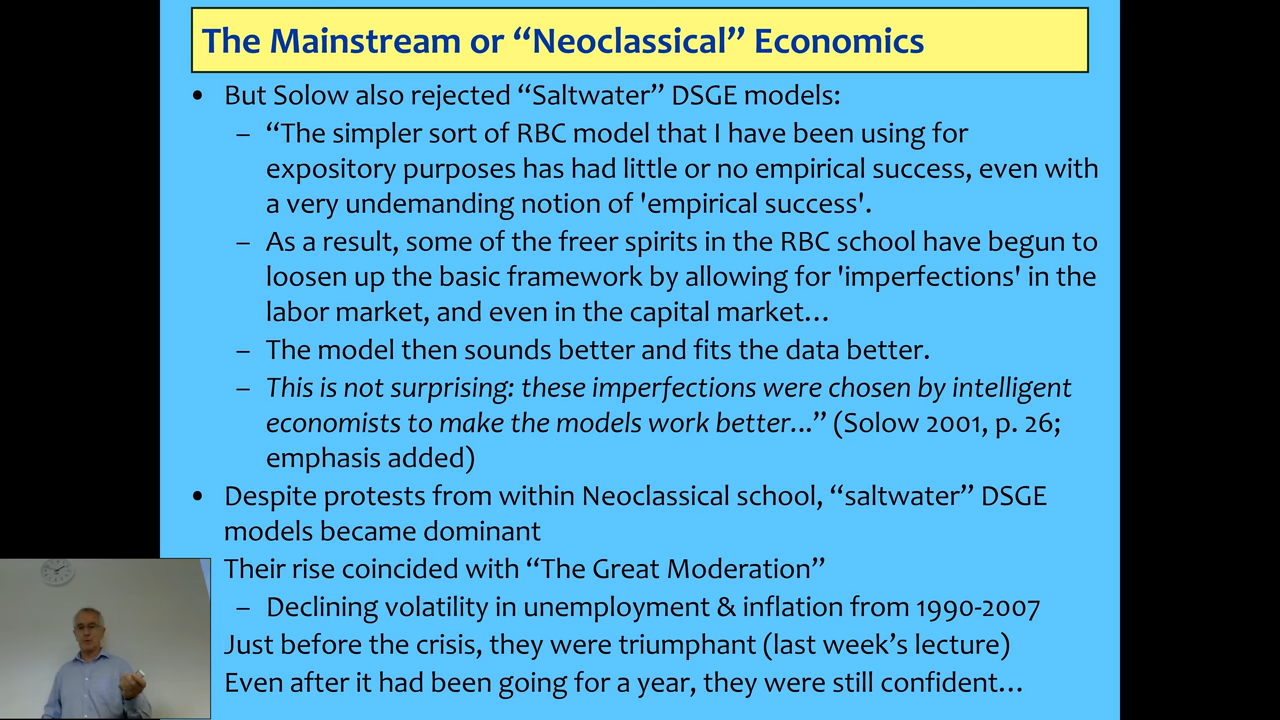 The Mainstream or “Neoclassical” Economics
• But Solow also rejected “Saltwater” DSGE models:
– “The simpler sort of RBC model that I have been using for
expository purposes has had little or no empirical success, even with
a very undemanding notion of 'empirical success'.
– As a result, some of the freer spirits in the RBC school have begun to
loosen up the basic framework by allowing for 'imperfections' in the
labor market, and even in the capital market…
– The model then sounds better and fits the data better.
– This is not surprising: these imperfections were chosen by intelligent
economists to make the models work better...” (Solow 2001, p. 26;
emphasis added)
• Despite protests from within Neoclassical school, “saltwater” DSGE
models became dominant
Their rise coincided with “The Great Moderation”
– Declining volatility in unemployment & inflation from 1990-2007
Just before the crisis, they were triumphant (last week’s lecture)
Even after it had been going for a year, they were still confident…